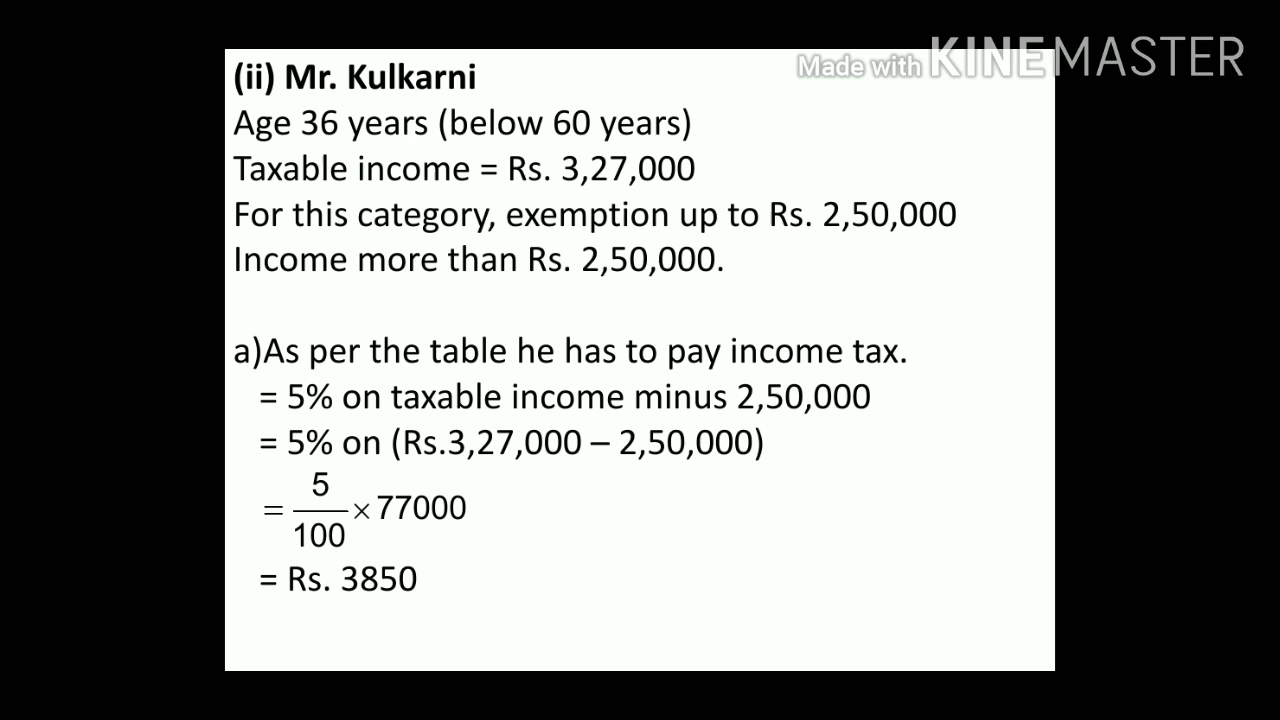 Made with KINEMASTER
(ii) Mr. Kulkarni
Age 36 years (below 60 years)
Taxable income = Rs. 3,27,000
For this category, exemption up to Rs. 2,50,000
Income more than Rs. 2,50,000.
a)As per the table he has to pay income tax.
= 5% on taxable income minus 2,50,000
= 5% on (Rs.3,27,000 – 2,50,000)
= 5/100 × 77000
= Rs. 3850